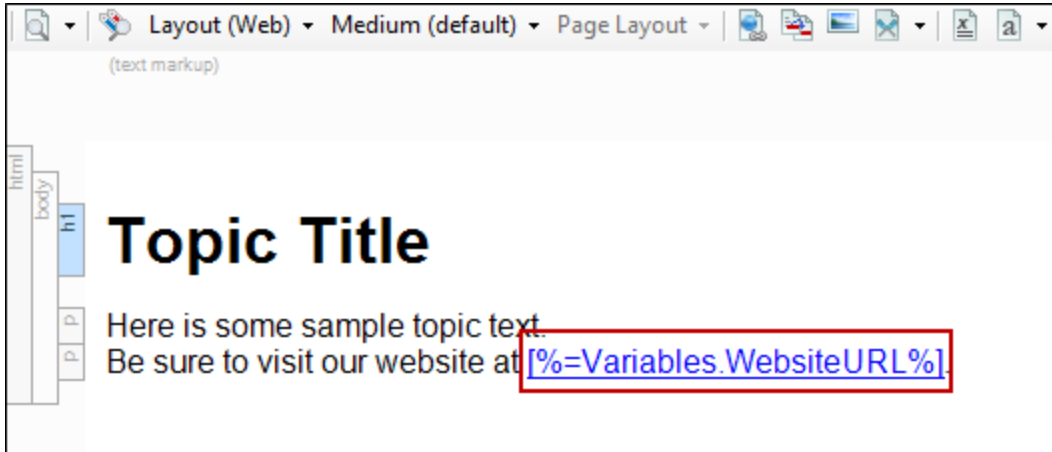 Layout (Web) Medium (default) Page Layout
(text markup)
html
body
h1
Topic Title
p
Here is some sample topic text.
p
Be sure to visit our website at [%=Variables.WebsiteURL%].